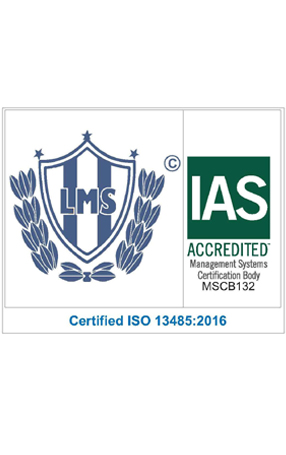 LMS
©
IAS
ACCREDITED™
Management Systems
Certification Body
MSCB132
Certified ISO 13485:2016